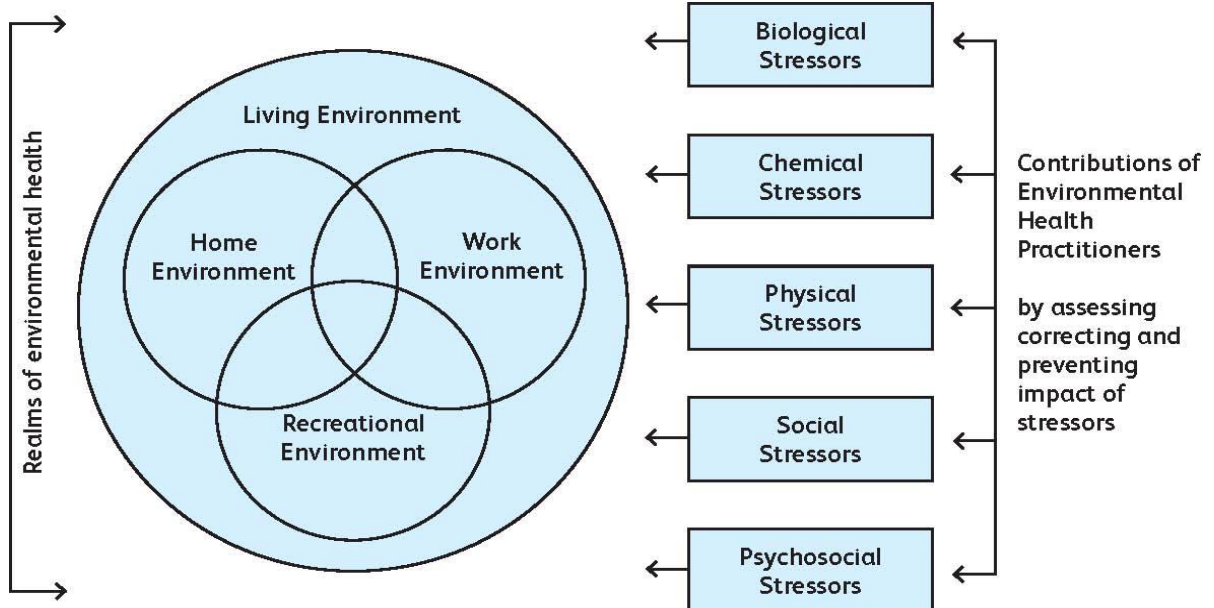 Realms of environmental health
Living Environment
Home
Environment
Work
Environment
Recreational
Environment
Biological
Stressors
Chemical
Stressors
Physical
Stressors
Social
Stressors
Psychosocial
Stressors
Contributions of
Environmental
Health
Practitioners
by assessing
correcting and
preventing
impact of
stressors